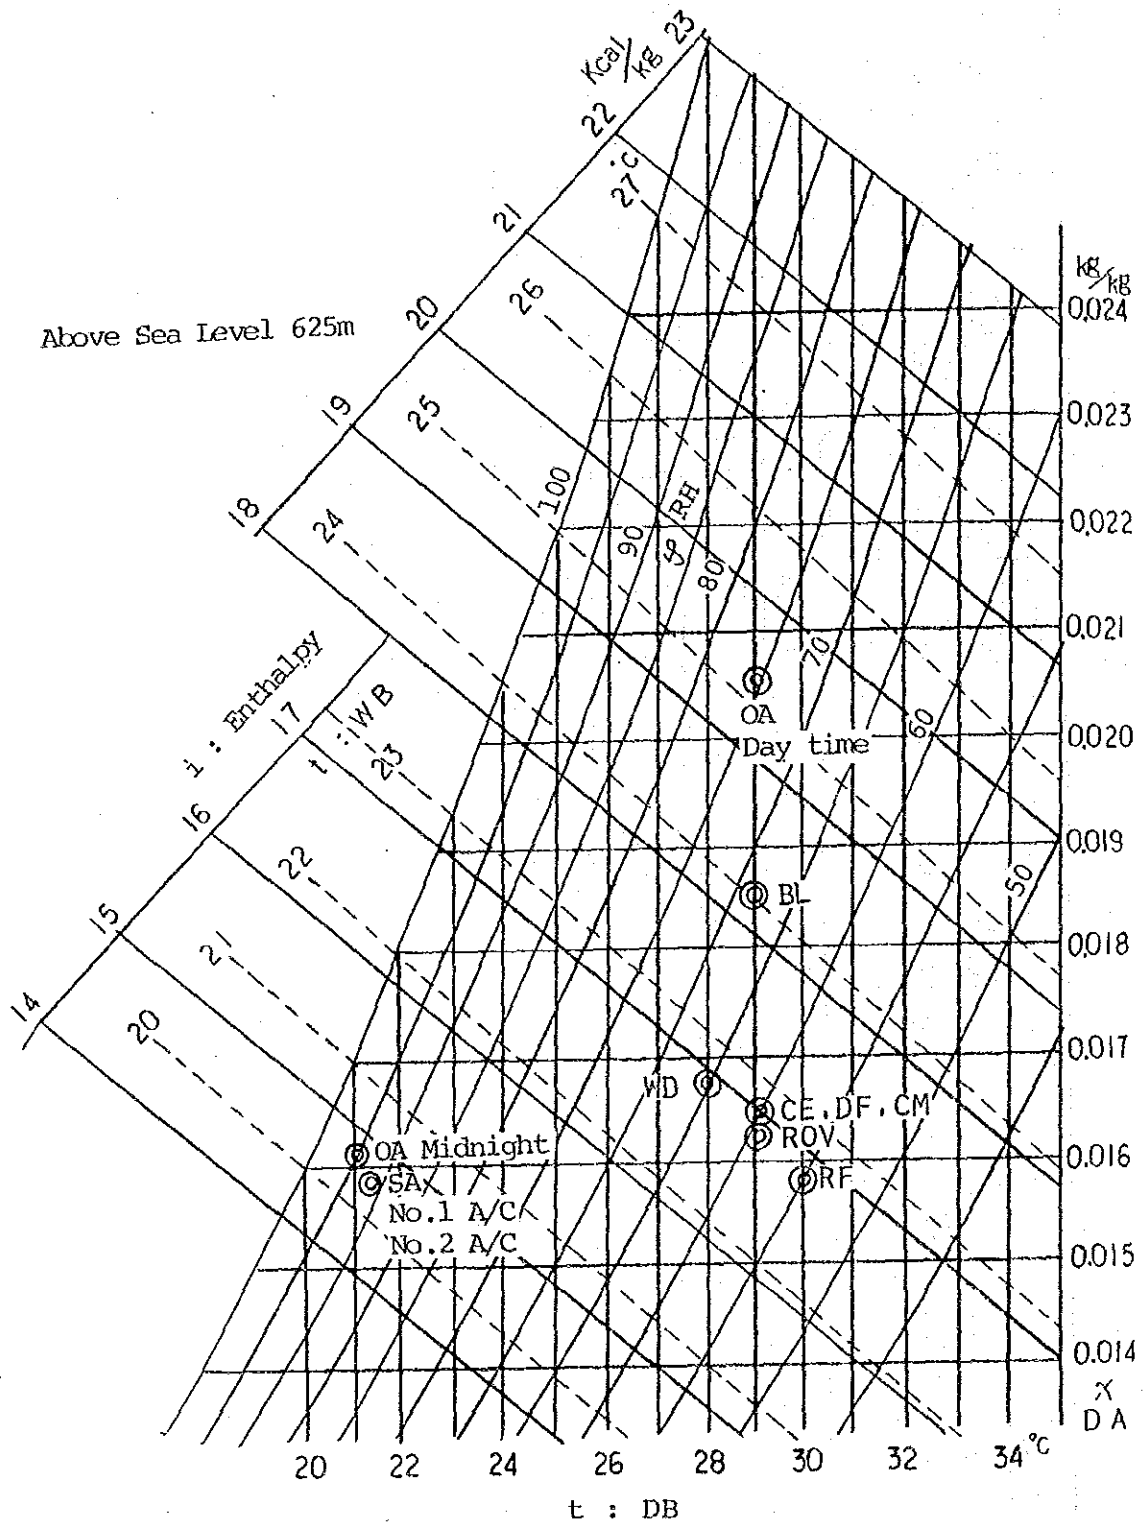 Kcal/kg
23
22
21
20
19
18
17
16
15
14
i : Enthalpy
Above Sea Level 625m
°C
27
26
25
24
23
22
21
20
t : WB
100
90
φ RH
80
70
60
50
kg/kg
0.024
0.023
0.022
0.021
0.020
0.019
0.018
0.017
0.016
0.015
0.014
x
DA
OA
Day time
BL
WD
CE.DF.CM
ROV
RF
OA Midnight
SA
No.1 A/C
No.2 A/C
20 22 24 26 28 30 32 34 °C
t : DB